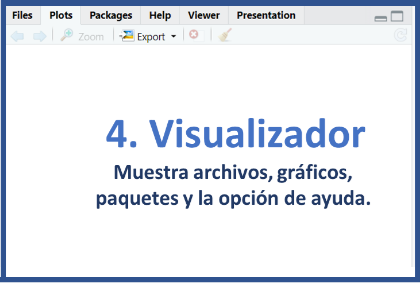 Files Plots Packages Help Viewer Presentation
Zoom Export
4. Visualizador
Muestra archivos, gráficos,
paquetes y la opción de ayuda.